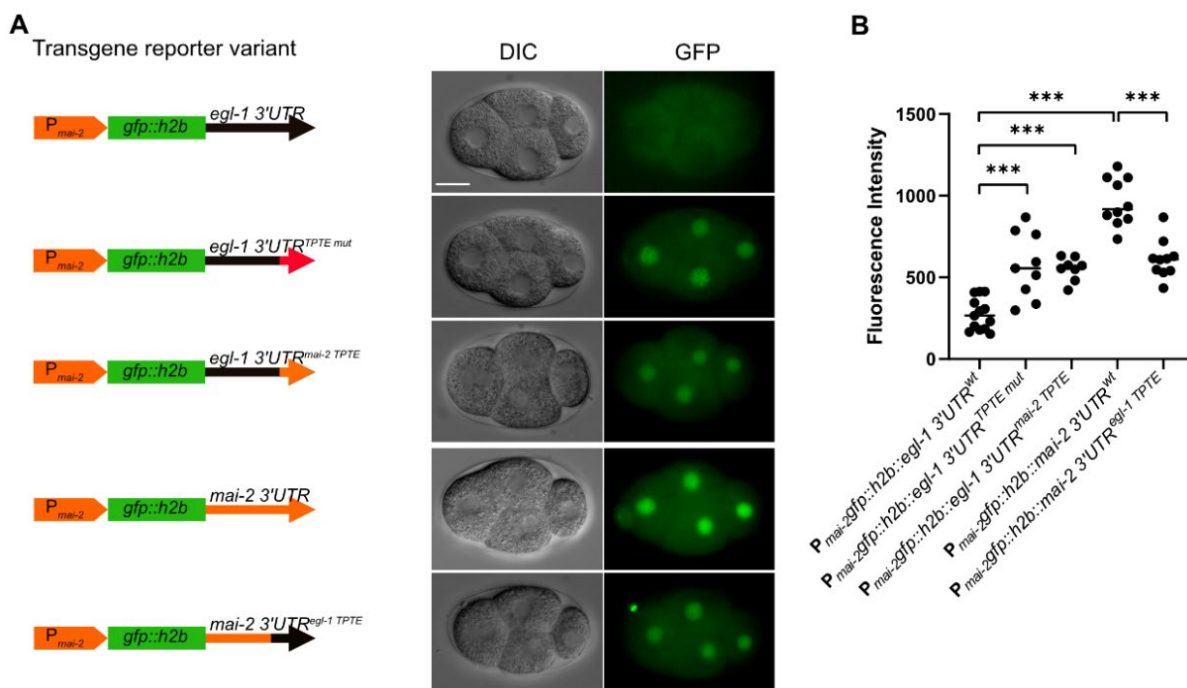 A
Transgene reporter variant
DIC
GFP
P mai-2 gfp::h2b egl-1 3'UTR
P mai-2 gfp::h2b egl-1 3'UTR TPTE mut
P mai-2 gfp::h2b egl-1 3'UTR mai-2 TPTE
P mai-2 gfp::h2b mai-2 3'UTR
P mai-2 gfp::h2b mai-2 3'UTR egl-1 TPTE
B
*** ***
***
***
1500
1000
500
0
Fluorescence Intensity
P mai-2 gfp::h2b::egl-1 3'UTR wt
P mai-2 gfp::h2b::egl-1 3'UTR TPTE mut
P mai-2 gfp::h2b::egl-1 3'UTR mai-2 TPTE
P mai-2 gfp::h2b::mai-2 3'UTR wt
P mai-2 gfp::h2b::mai-2 3'UTR egl-1 TPTE